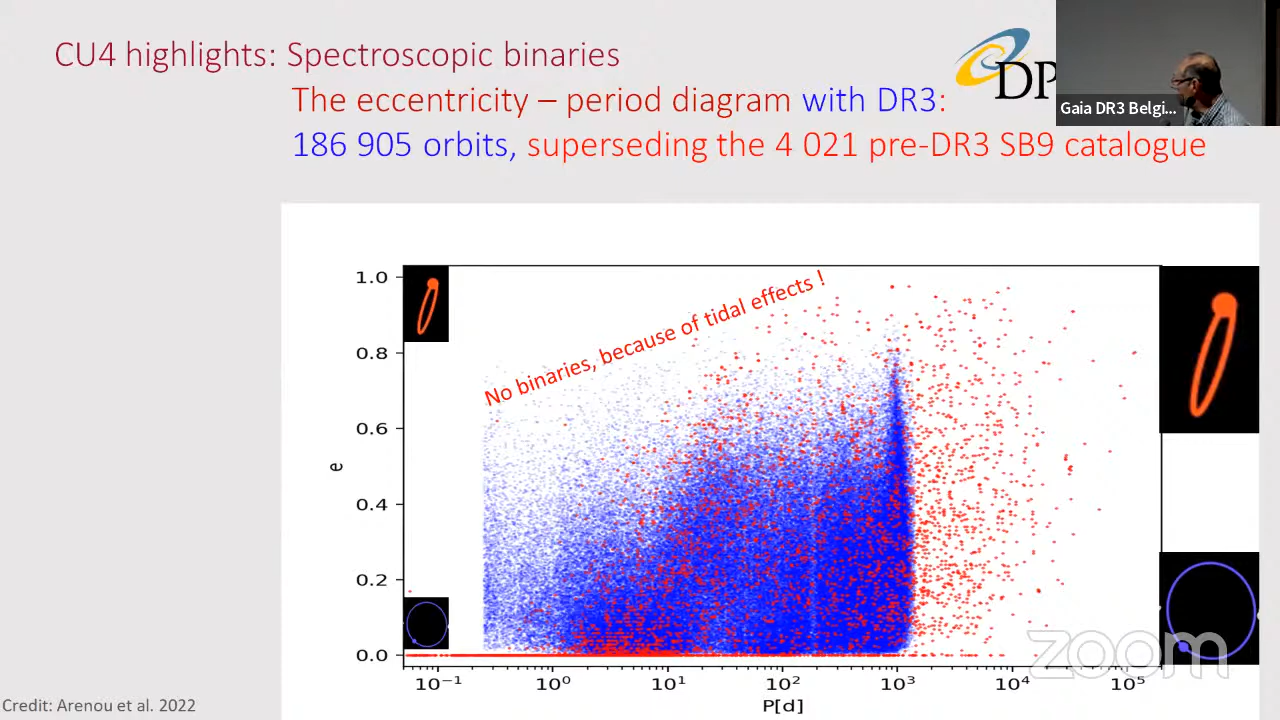 CU4 highlights: Spectroscopic binaries
The eccentricity – period diagram with DR3:
186 905 orbits, superseding the 4 021 pre-DR3 SB9 catalogue
DP
Gaia DR3 Belgi...
No binaries, because of tidal effects !
1.0
0.8
0.6
0.4
0.2
0.0
e
10⁻¹ 10⁰ 10¹ 10² 10³ 10⁴ 10⁵
P[d]
zoom
Credit: Arenou et al. 2022